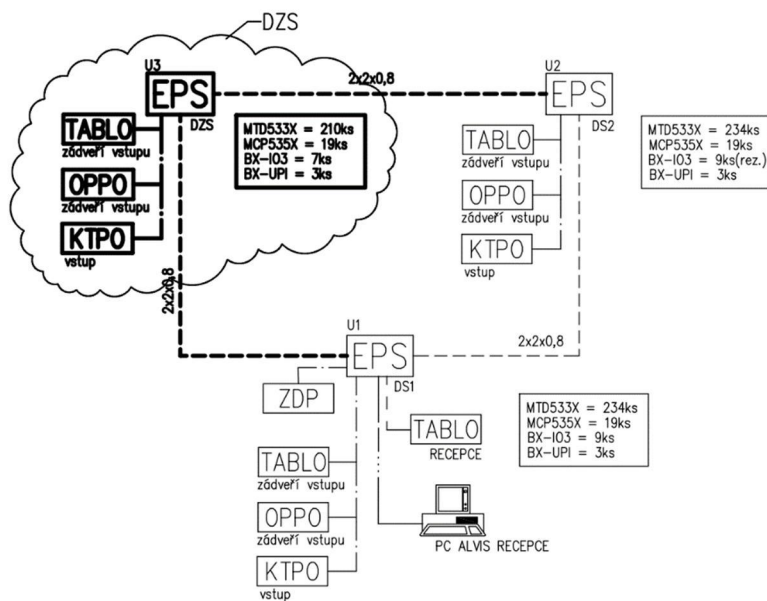 DZS
U3
EPS
DZS
TABLO
zádveří vstupu
OPPO
zádveří vstupu
KTPO
vstup
MTD533X = 210ks
MCP535X = 19ks
BX-IO3 = 7ks
BX-UPI = 3ks
2x2x0,8
U2
EPS
DS2
TABLO
zádveří vstupu
OPPO
zádveří vstupu
KTPO
vstup
MTD533X = 234ks
MCP535X = 19ks
BX-IO3 = 9ks(rez.)
BX-UPI = 3ks
2x2x0,8
2x2x0,8
U1
EPS
DS1
ZDP
TABLO
RECEPCE
TABLO
zádveří vstupu
OPPO
zádveří vstupu
KTPO
vstup
PC ALVIS RECEPCE
MTD533X = 234ks
MCP535X = 19ks
BX-IO3 = 9ks
BX-UPI = 3ks